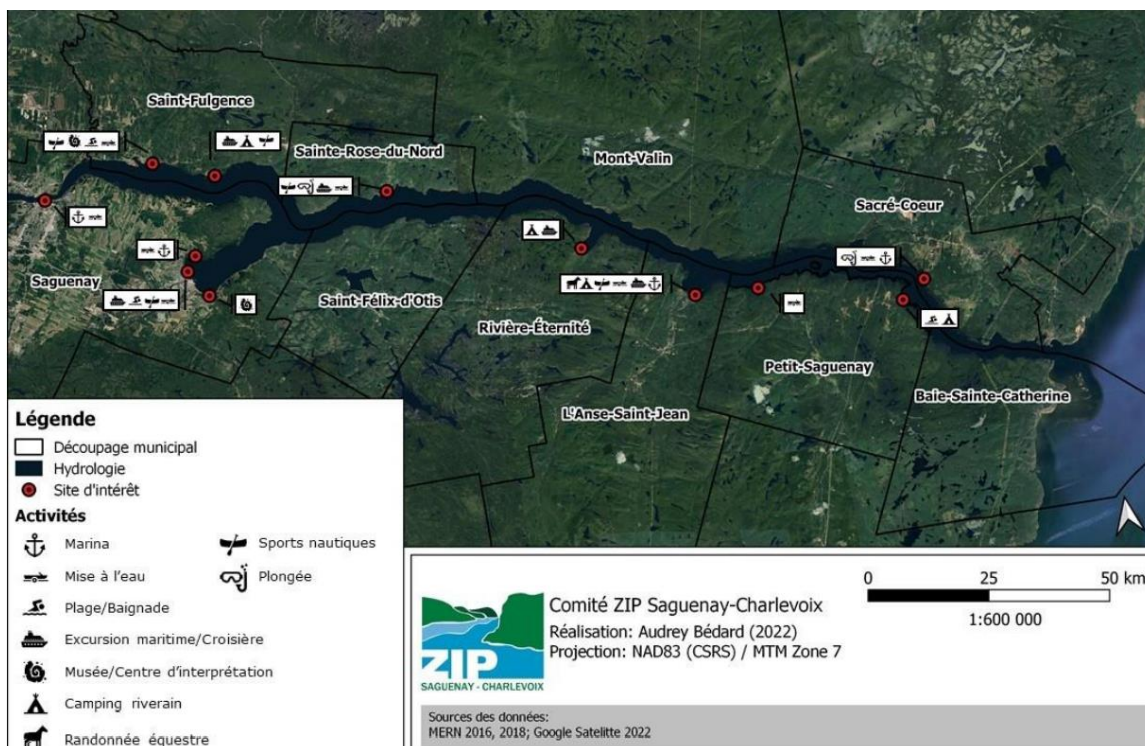 Saint-Fulgence
Sainte-Rose-du-Nord
Mont-Valin
Sacré-Coeur
Saguenay
Saint-Félix-d'Otis
Rivière-Éternité
Petit-Saguenay
L'Anse-Saint-Jean
Baie-Sainte-Catherine
Légende
Découpage municipal
Hydrologie
Site d'intérêt
Activités
Marina
Sports nautiques
Mise à l'eau
Plongée
Plage/Baignade
Excursion maritime/Croisière
Musée/Centre d'interprétation
Camping riverain
Randonnée équestre
ZIP
SAGUENAY - CHARLEVOIX
Comité ZIP Saguenay-Charlevoix
Réalisation: Audrey Bédard (2022)
Projection: NAD83 (CSRS) / MTM Zone 7
0 25 50 km
1:600 000
Sources des données:
MERN 2016, 2018; Google Satelitte 2022